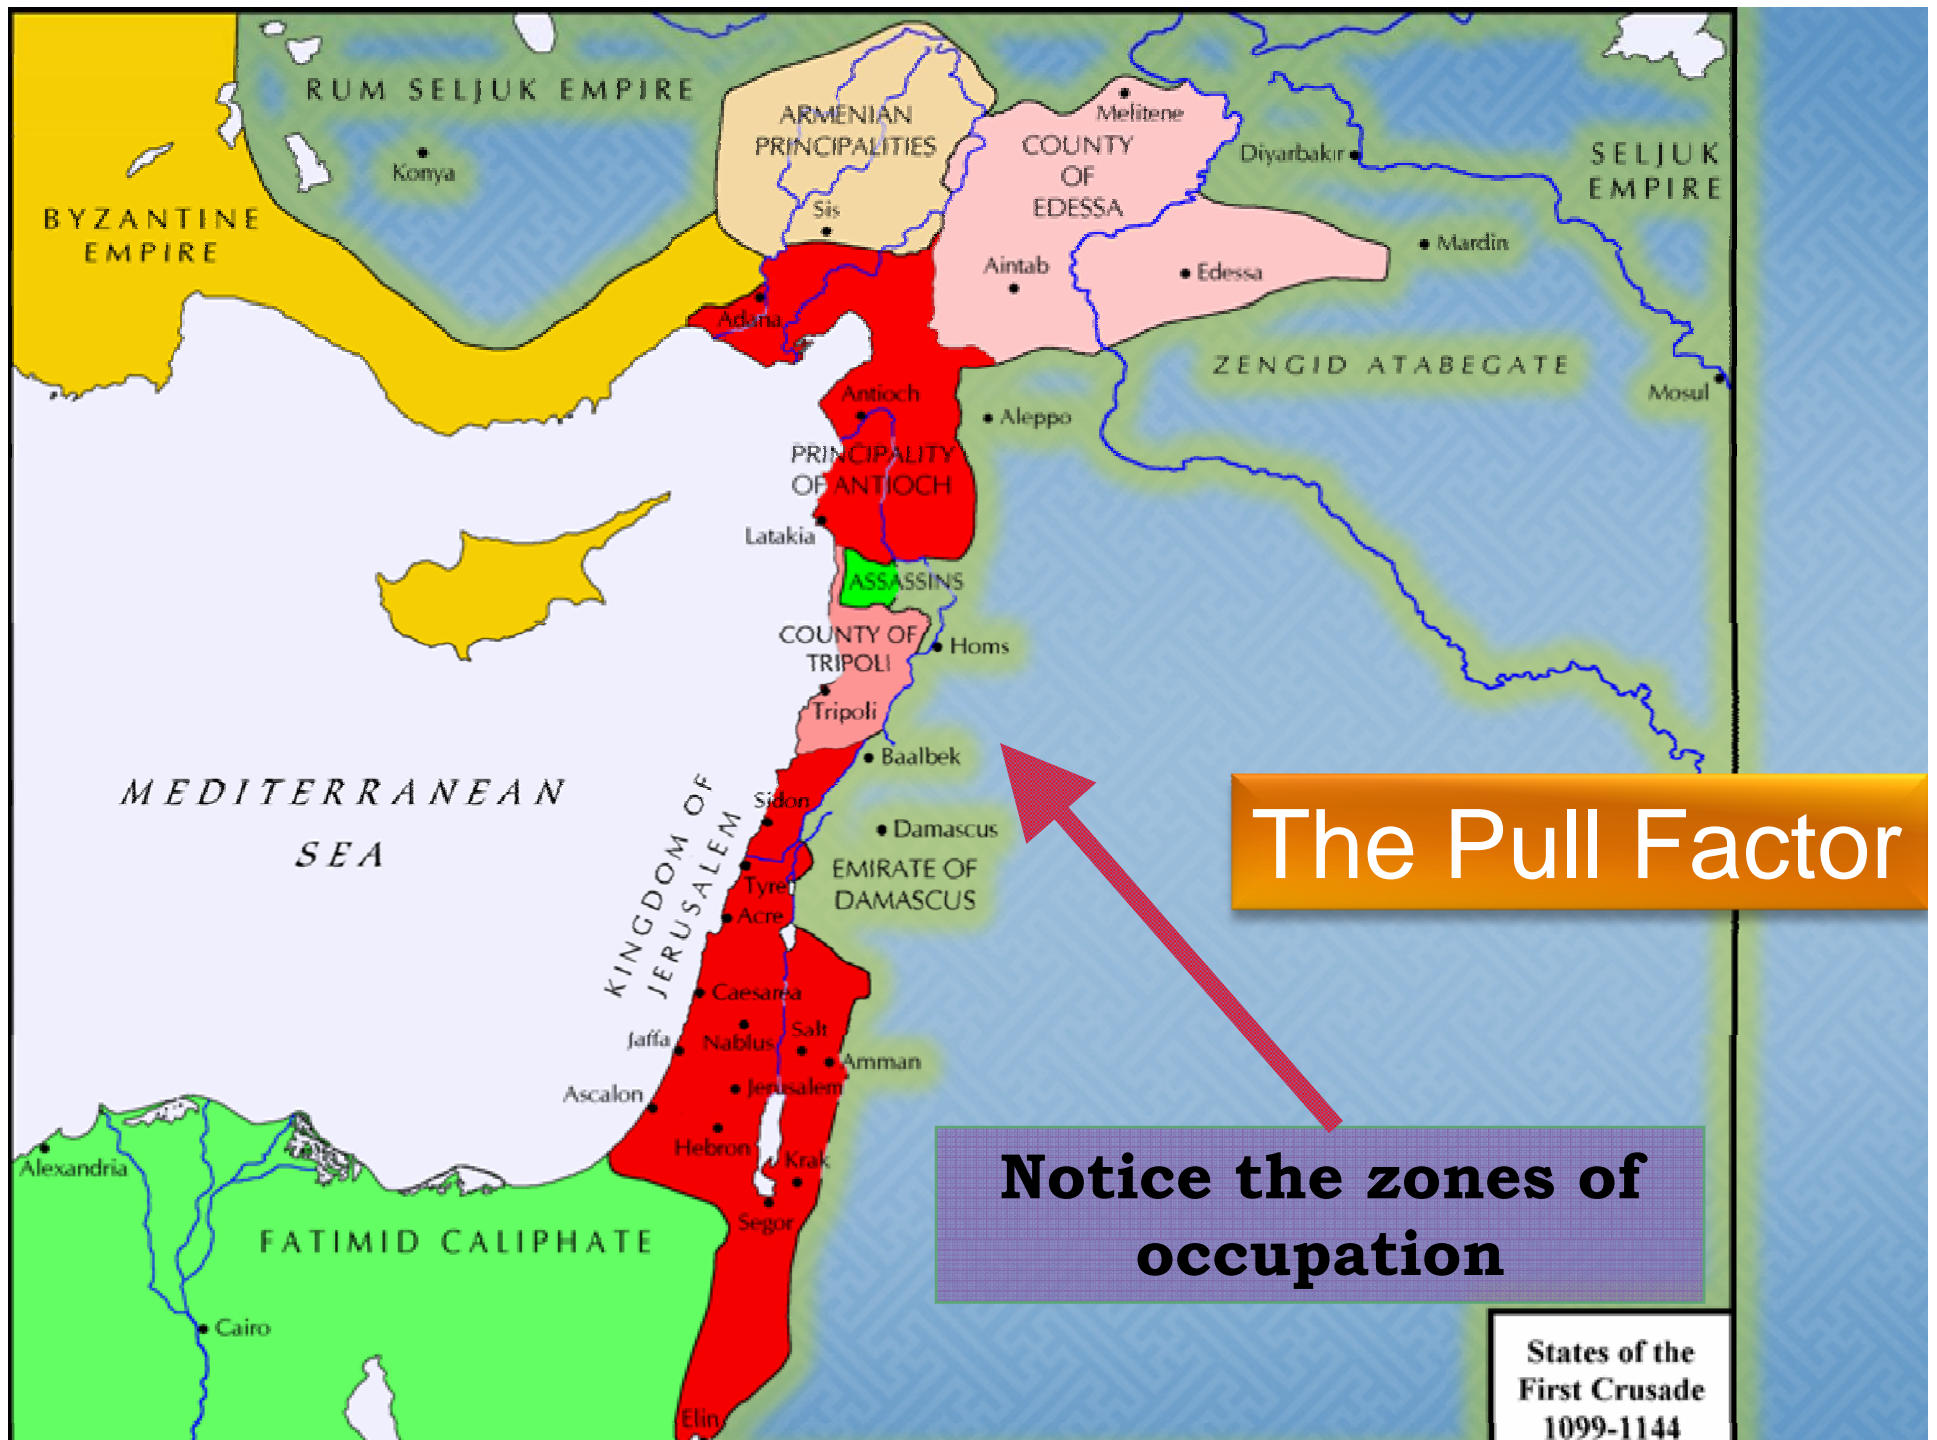 RUM SELJUK EMPIRE
Konya
BYZANTINE
EMPIRE
ARMENIAN
PRINCIPALITIES
Sis
Melitene
COUNTY
OF
EDESSA
Aintab
Edessa
Diyarbakir
SELJUK
EMPIRE
Mardin
ZENGID ATABEGATE
Mosul
Adana
Antioch
Aleppo
PRINCIPALITY
OF ANTIOCH
Latakia
ASSASSINS
COUNTY OF
TRIPOLI
Homs
Tripoli
Baalbek
MEDITERRANEAN
SEA
KINGDOM OF
JERUSALEM
Sidon
Damascus
EMIRATE OF
DAMASCUS
Tyre
Acre
The Pull Factor
Caesarea
Jaffa
Nablus
Salt
Amman
Ascalon
Jerusalem
Hebron
Krak
Segor
Alexandria
FATIMID CALIPHATE
Cairo
Elin
Notice the zones of
occupation
States of the
First Crusade
1099-1144